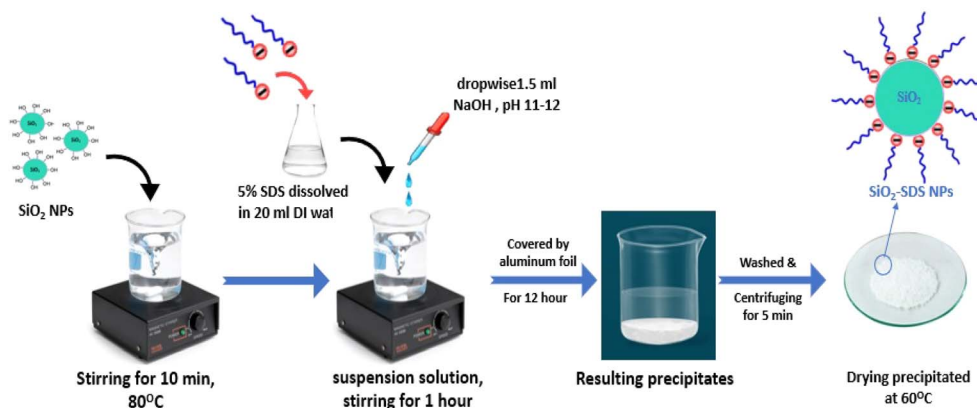 dropwise1.5 ml
NaOH , pH 11-12
5% SDS dissolved
in 20 ml DI wat
OH
HO
SiO₂
SiO₂
SiO₂
SiO₂ NPs
Stirring for 10 min,
80ᴼC
suspension solution,
stirring for 1 hour
Covered by
aluminum foil
For 12 hour
Resulting precipitates
Washed &
Centrifuging
for 5 min
SiO₂
SiO₂-SDS NPs
Drying precipitated
at 60ᴼC